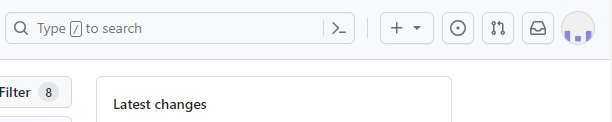 Type / to search
Filter 8
Latest changes